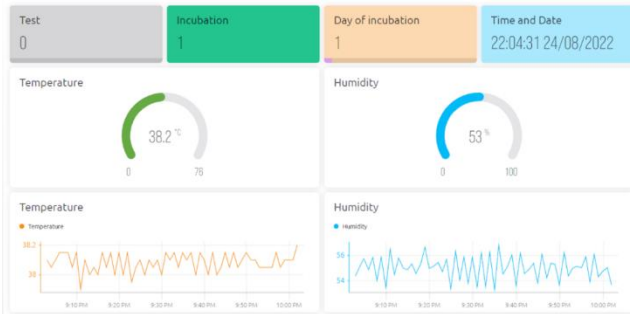 Test
0
Incubation
1
Day of incubation
1
Time and Date
22:04:31 24/08/2022
Temperature
38.2 °C
0 76
Humidity
53 %
0 100
Temperature
Temperature
38.2
38
9:10 PM 9:20 PM 9:30 PM 9:40 PM 9:50 PM 10:00 PM
Humidity
Humidity
56
54
9:10 PM 9:20 PM 9:30 PM 9:40 PM 9:50 PM 10:00 PM